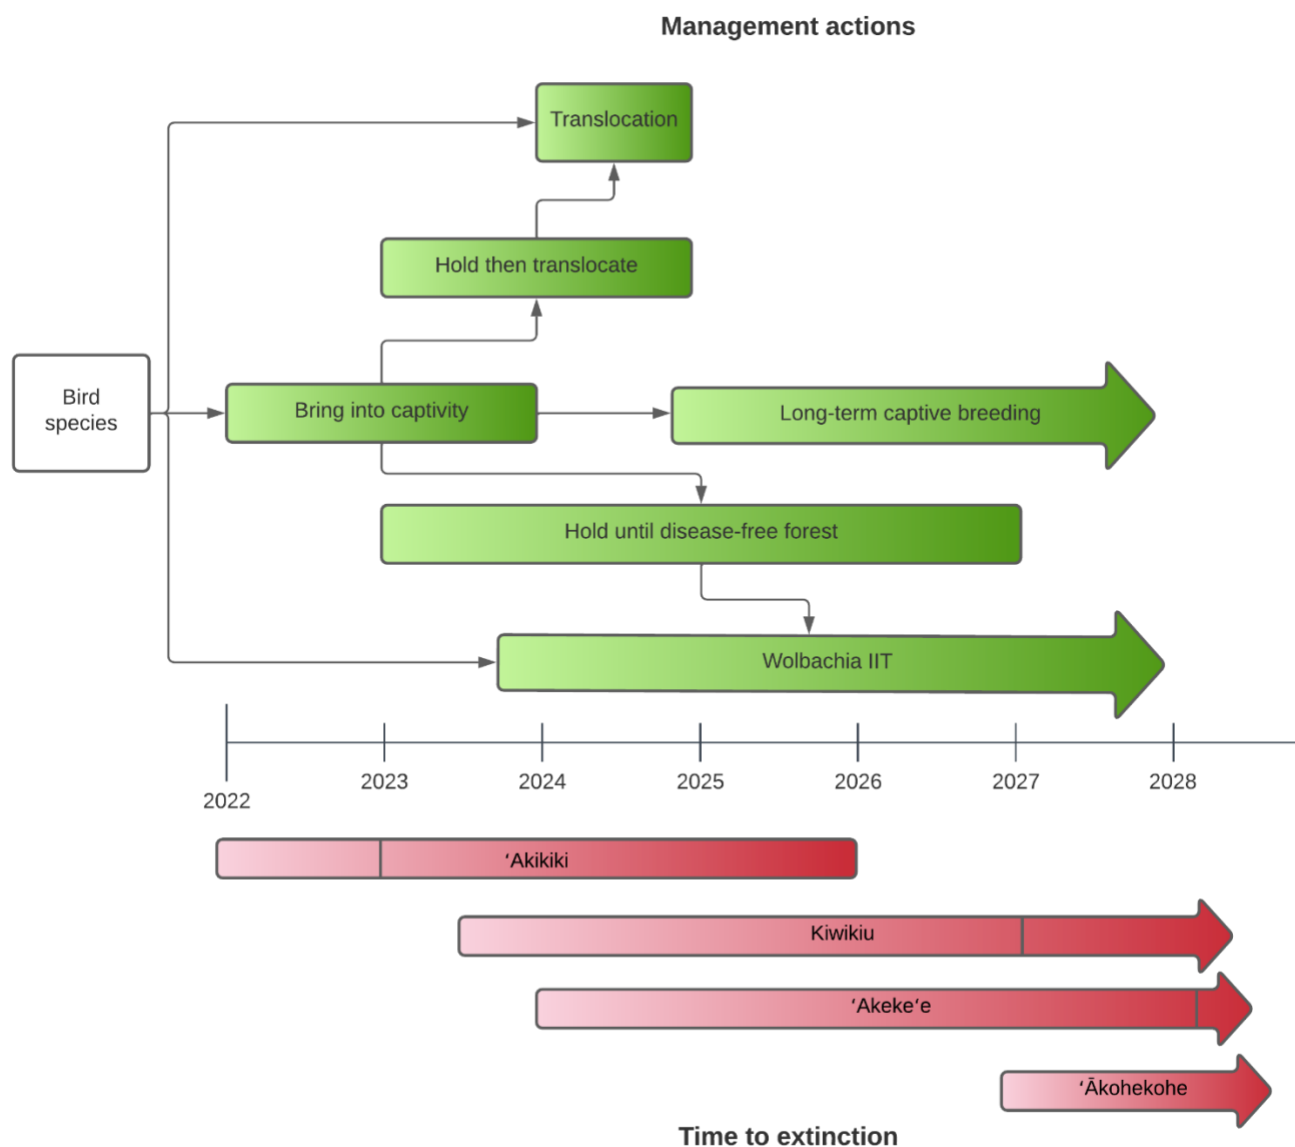 Management actions
Translocation
Hold then translocate
Bird
species
Bring into captivity
Long-term captive breeding
Hold until disease-free forest
Wolbachia IIT
2022
2023
2024
2025
2026
2027
2028
ʻAkikiki
Kiwikiu
ʻAkekeʻe
ʻĀkohekohe
Time to extinction